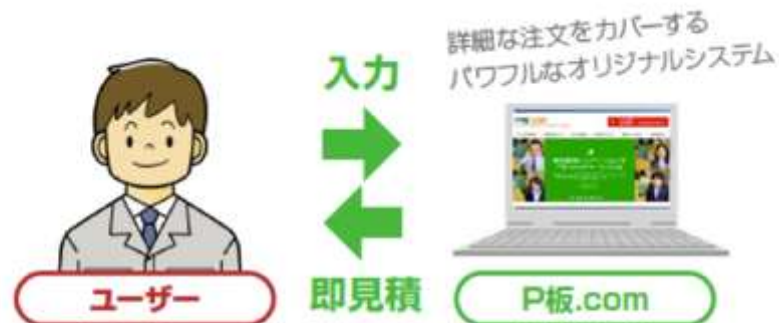 詳細な注文をカバーする
パワフルなオリジナルシステム
入力
即見積
ユーザー
P板.com